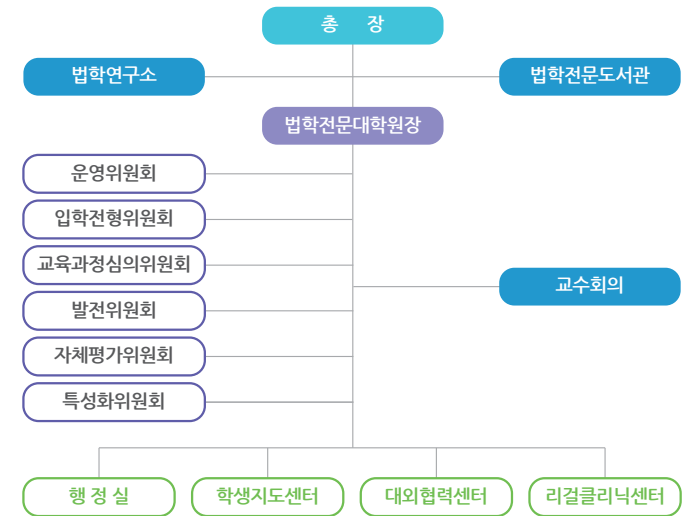 총 장
법학연구소
법학전문도서관
법학전문대학원장
운영위원회
입학전형위원회
교육과정심의위원회
발전위원회
자체평가위원회
특성화위원회
교수회의
행 정 실
학생지도센터
대외협력센터
리걸클리닉센터